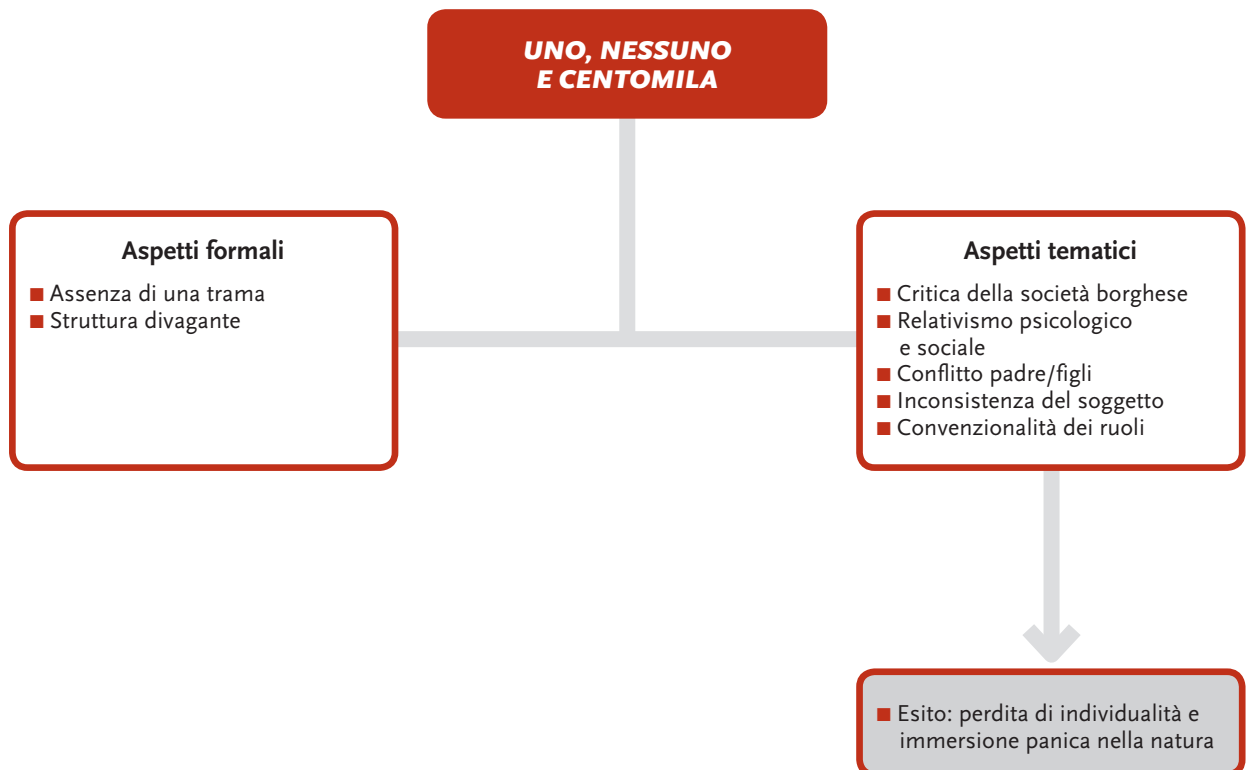 UNO, NESSUNO
E CENTOMILA
Aspetti formali
■ Assenza di una trama
■ Struttura divagante
Aspetti tematici
■ Critica della società borghese
■ Relativismo psicologico
e sociale
■ Conflitto padre/figli
■ Inconsistenza del soggetto
■ Convenzionalità dei ruoli
■ Esito: perdita di individualità e
immersione panica nella natura